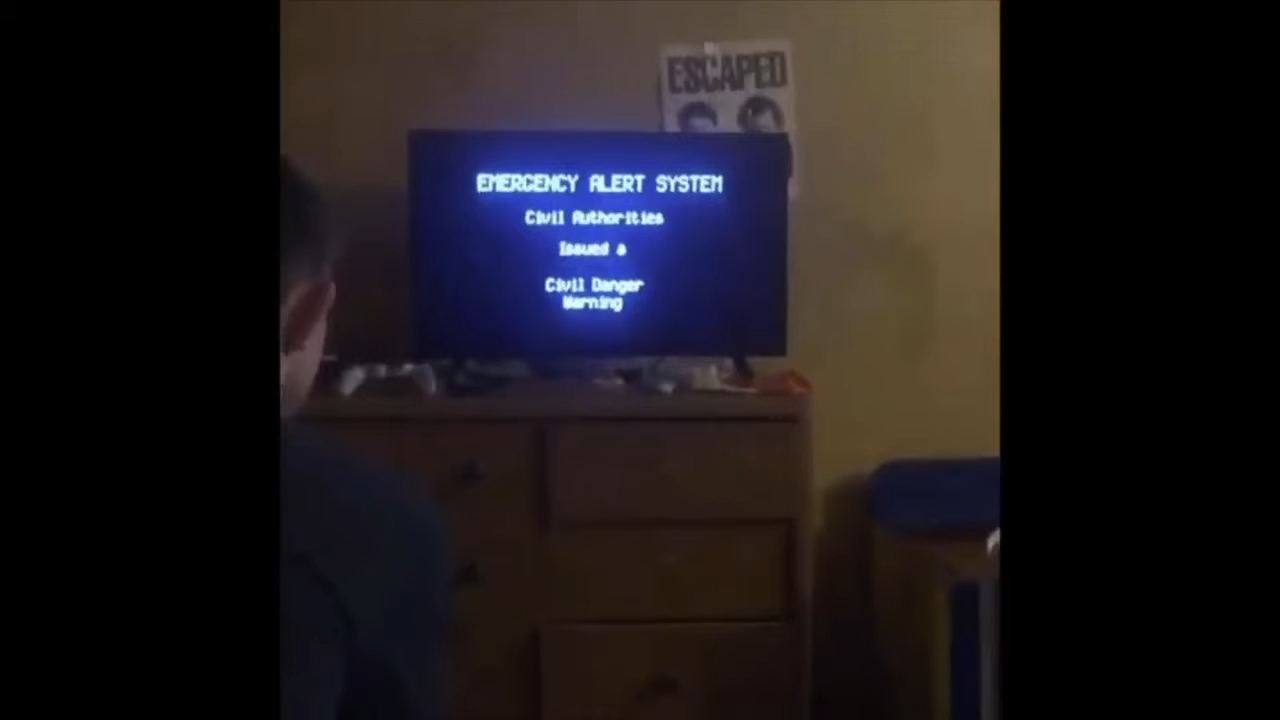 ESCAPED
EMERGENCY ALERT SYSTEM
Civil Authorities
Issued a
Civil Danger
Warning